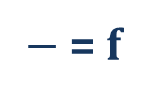 — = f